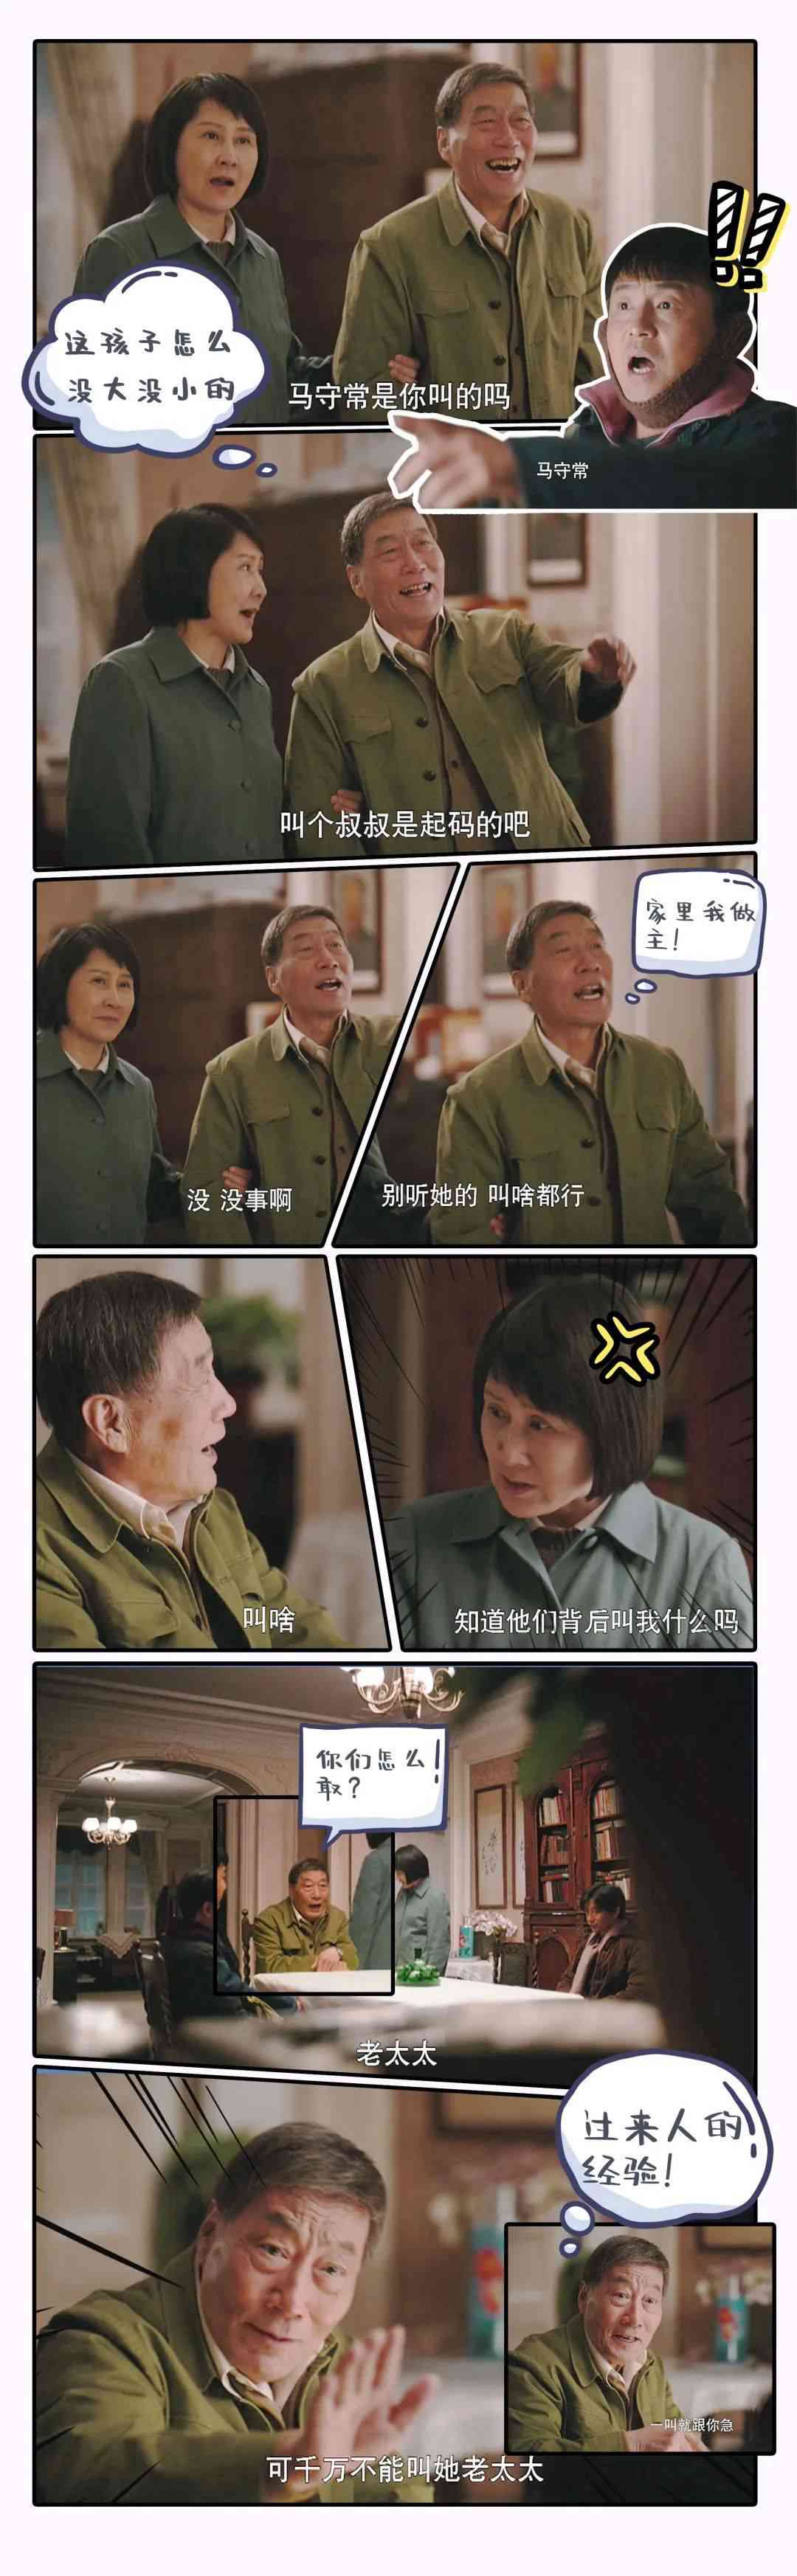 这孩子怎么
没大没小的
马守常是你叫的吗
马守常
叫个叔叔是起码的吧
家里我做
主!
没 没事啊
别听她的 叫啥都行
叫啥
知道他们背后叫我什么吗
你们怎么
敢?!
老太太
过来人的
经验!
一叫就跟你急
可千万不能叫她老太太